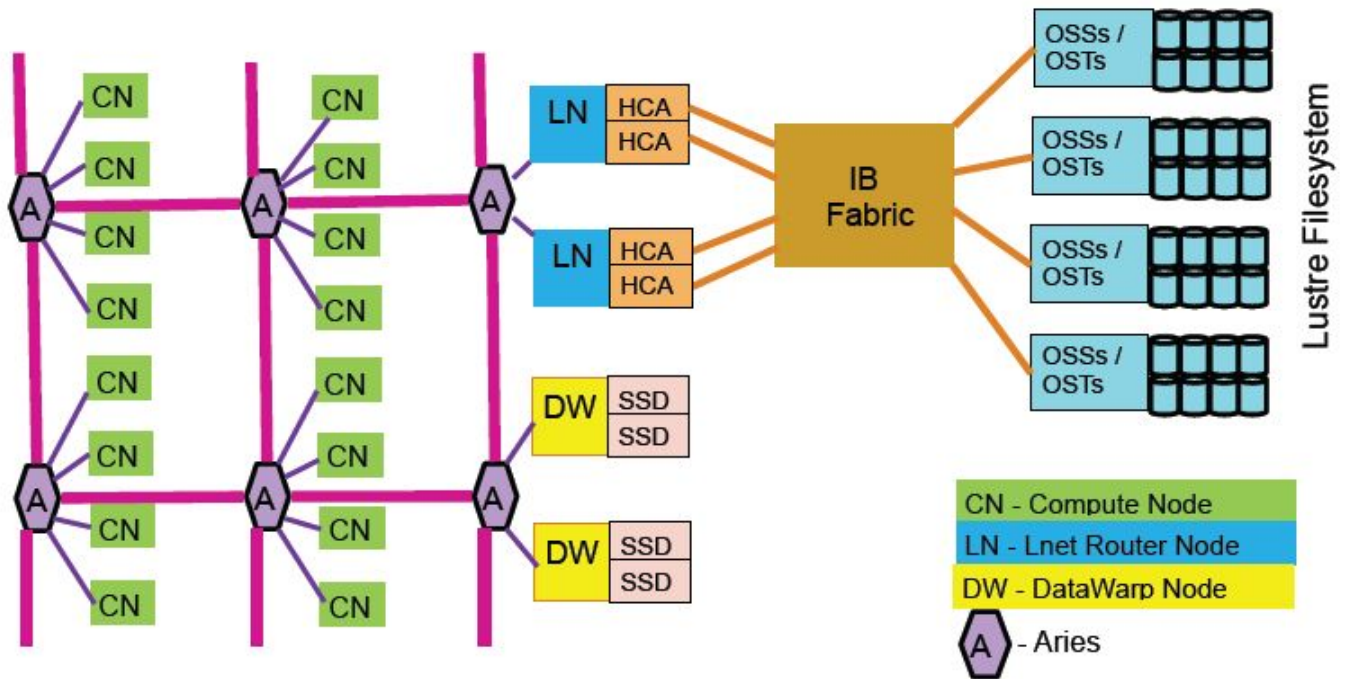 CN
CN
CN
CN
A
CN
CN
CN
CN
A
A
LN
HCA
HCA
LN
HCA
HCA
IB
Fabric
OSSs /
OSTs
OSSs /
OSTs
OSSs /
OSTs
OSSs /
OSTs
Lustre Filesystem
CN
CN
CN
CN
A
CN
CN
CN
CN
A
A
DW
SSD
SSD
DW
SSD
SSD
CN - Compute Node
LN - Lnet Router Node
DW - DataWarp Node
A - Aries